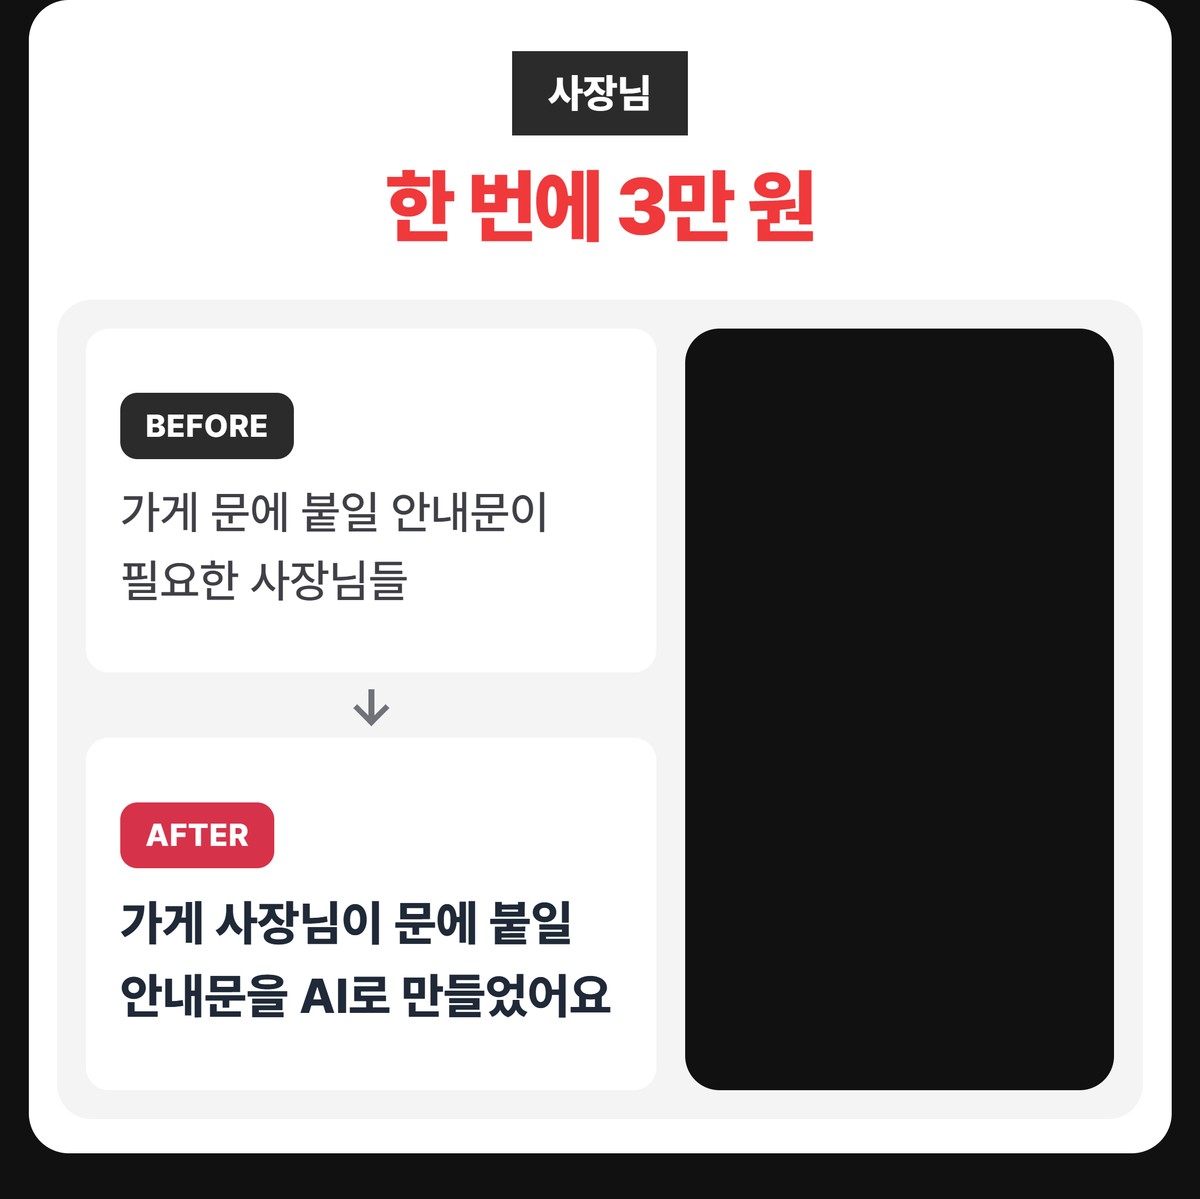 사장님
한 번에 3만 원
BEFORE
가게 문에 붙일 안내문이
필요한 사장님들
↓
AFTER
가게 사장님이 문에 붙일
안내문을 AI로 만들었어요